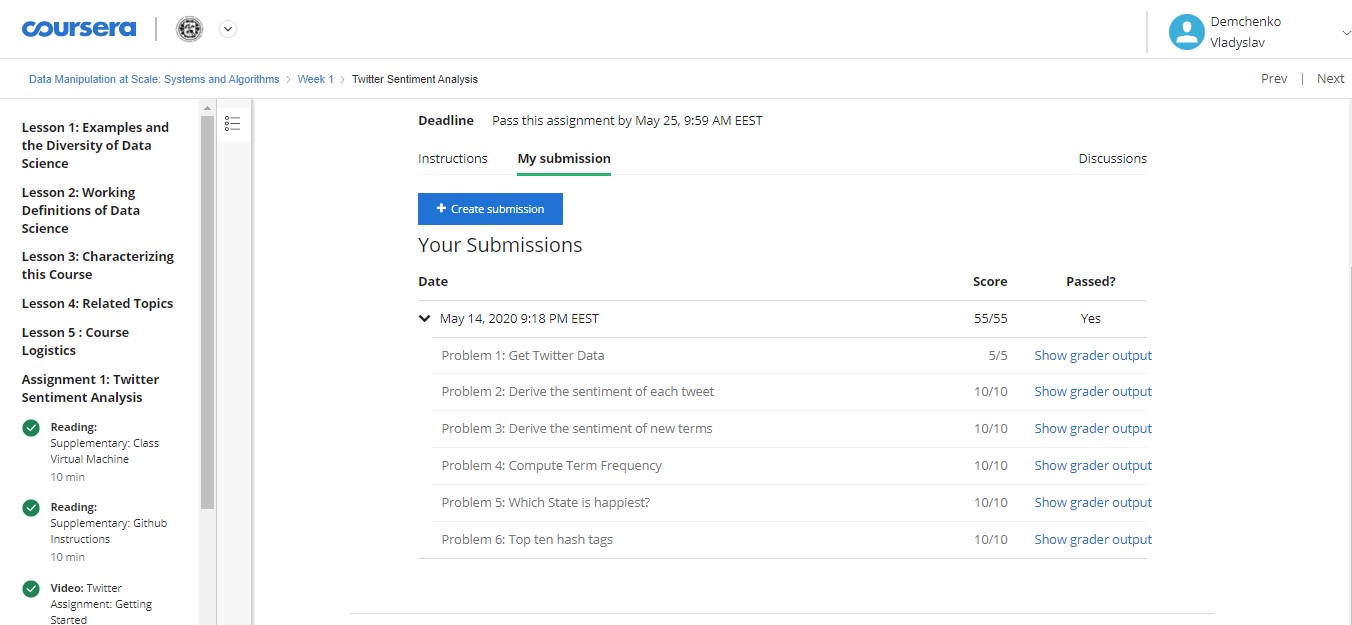 coursera
Demchenko
Vladyslav
Data Manipulation at Scale: Systems and Algorithms > Week 1 > Twitter Sentiment Analysis
Prev | Next
Lesson 1: Examples and
the Diversity of Data
Science
Lesson 2: Working
Definitions of Data
Science
Lesson 3: Characterizing
this Course
Lesson 4: Related Topics
Lesson 5 : Course
Logistics
Assignment 1: Twitter
Sentiment Analysis
Reading:
Supplementary: Class
Virtual Machine
10 min
Reading:
Supplementary: Github
Instructions
10 min
Video: Twitter
Assignment: Getting
Started
Deadline Pass this assignment by May 25, 9:59 AM EEST
Instructions My submission Discussions
+ Create submission
Your Submissions
Date Score Passed?
May 14, 2020 9:18 PM EEST 55/55 Yes
Problem 1: Get Twitter Data 5/5 Show grader output
Problem 2: Derive the sentiment of each tweet 10/10 Show grader output
Problem 3: Derive the sentiment of new terms 10/10 Show grader output
Problem 4: Compute Term Frequency 10/10 Show grader output
Problem 5: Which State is happiest? 10/10 Show grader output
Problem 6: Top ten hash tags 10/10 Show grader output